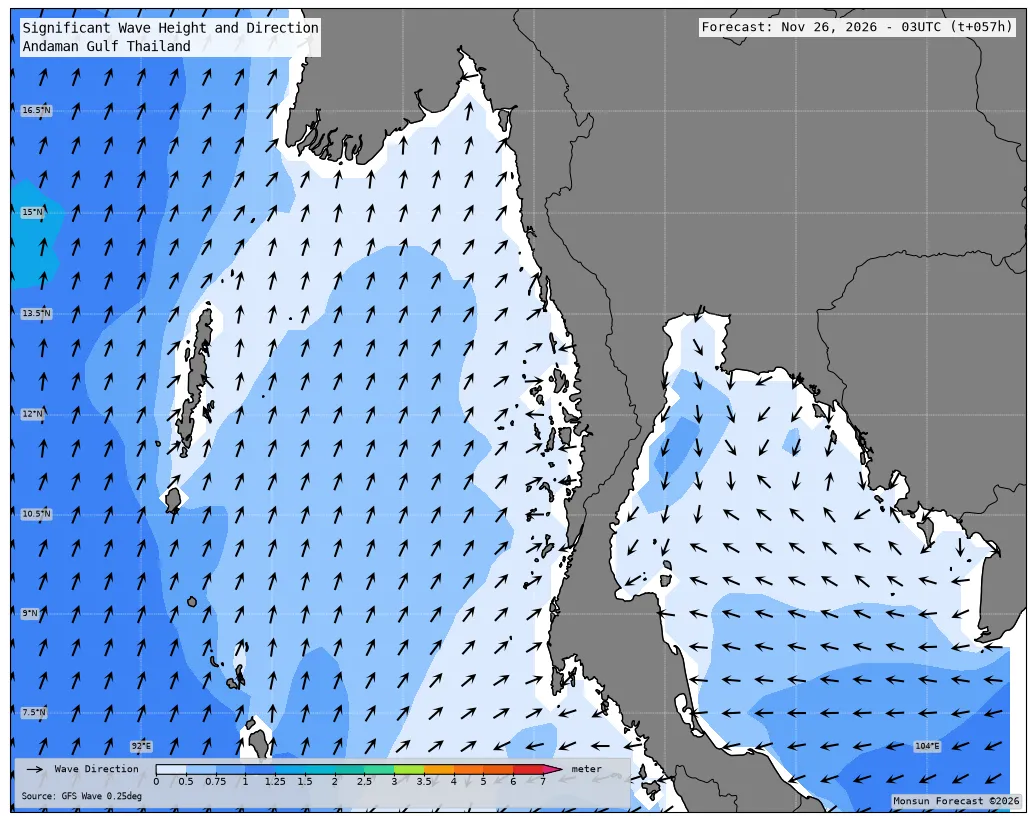 Significant Wave Height and Direction
Andaman Gulf Thailand
Forecast: Nov 26, 2026 - 03UTC (t+057h)
16.5°N
15°N
13.5°N
12°N
10.5°N
9°N
7.5°N
92°E
104°E
Wave Direction
meter
0.5 0.75 1 1.25 1.5 2 2.5 3 3.5 4 5 6 7
Source: GFS Wave 0.25deg
Monsun Forecast ©2026